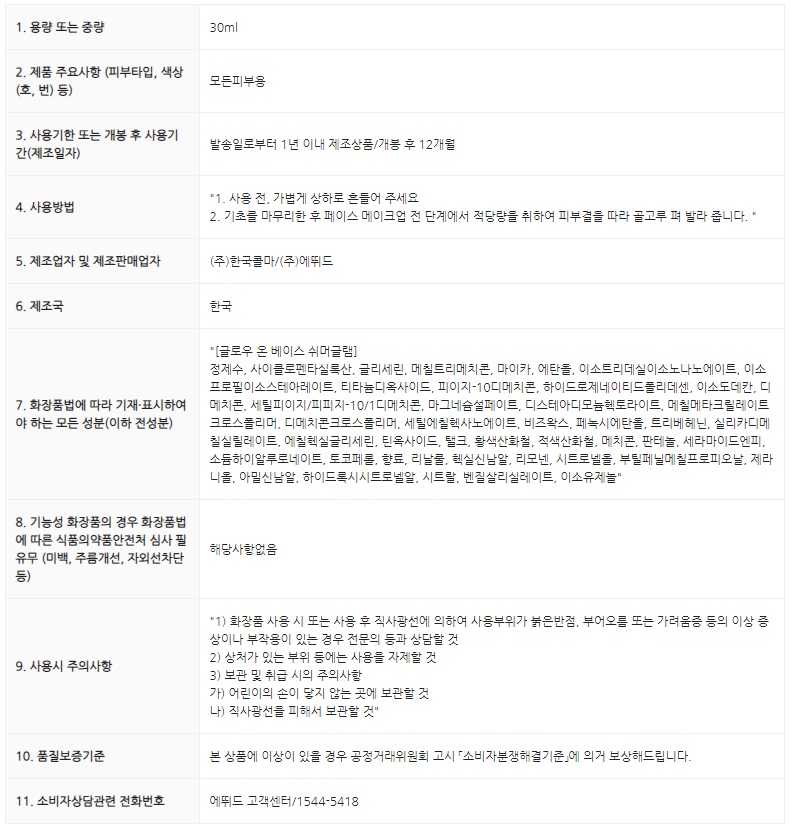 1. 용량 또는 중량
30ml
2. 제품 주요사항 (피부타입, 색상
(호, 번) 등)
모든피부용
3. 사용기한 또는 개봉 후 사용기
간(제조일자)
발송일로부터 1년 이내 제조상품/개봉 후 12개월
4. 사용방법
"1. 사용 전, 가볍게 상하로 흔들어 주세요
2. 기초를 마무리한 후 페이스 메이크업 전 단계에서 적당량을 취하여 피부결을 따라 골고루 펴 발라 줍니다. "
5. 제조업자 및 제조판매업자
(주)한국콜마/(주)에뛰드
6. 제조국
한국
7. 화장품법에 따라 기재·표시하여
야 하는 모든 성분(이하 전성분)
"[글로우 온 베이스 쉬머글램]
정제수, 사이클로펜타실록산, 글리세린, 메칠트리메치콘, 마이카, 에탄올, 이소트리데실이소노나노에이트, 이소
프로필이소스테아레이트, 티타늄디옥사이드, 피이지-10디메치콘, 하이드로제네이티드폴리데센, 이소도데칸, 디
메치콘, 세틸피이지/피피지-10/1디메치콘, 마그네슘설페이트, 디스테아디모늄헥토라이트, 메칠메타크릴레이트
크로스폴리머, 디메치콘크로스폴리머, 세틸에칠헥사노에이트, 비즈왁스, 페녹시에탄올, 트리베헤닌, 실리카디메
칠실릴레이트, 에칠헥실글리세린, 틴옥사이드, 탤크, 황색산화철, 적색산화철, 메치콘, 판테놀, 세라마이드엔피,
소듐하이알루로네이트, 토코페롤, 향료, 리날룰, 헥실신남알, 리모넨, 시트로넬올, 부틸페닐메칠프로피오날, 제라
니올, 아밀신남알, 하이드록시시트로넬알, 시트랄, 벤질살리실레이트, 이소유제놀"
8. 기능성 화장품의 경우 화장품법
에 따른 식품의약품안전처 심사 필
유무 (미백, 주름개선, 자외선차단
등)
해당사항없음
9. 사용시 주의사항
"1) 화장품 사용 시 또는 사용 후 직사광선에 의하여 사용부위가 붉은반점, 부어오름 또는 가려움증 등의 이상 증
상이나 부작용이 있는 경우 전문의 등과 상담할 것
2) 상처가 있는 부위 등에는 사용을 자제할 것
3) 보관 및 취급 시의 주의사항
가) 어린이의 손이 닿지 않는 곳에 보관할 것
나) 직사광선을 피해서 보관할 것"
10. 품질보증기준
본 상품에 이상이 있을 경우 공정거래위원회 고시 「소비자분쟁해결기준」에 의거 보상해드립니다.
11. 소비자상담관련 전화번호
에뛰드 고객센터/1544-5418